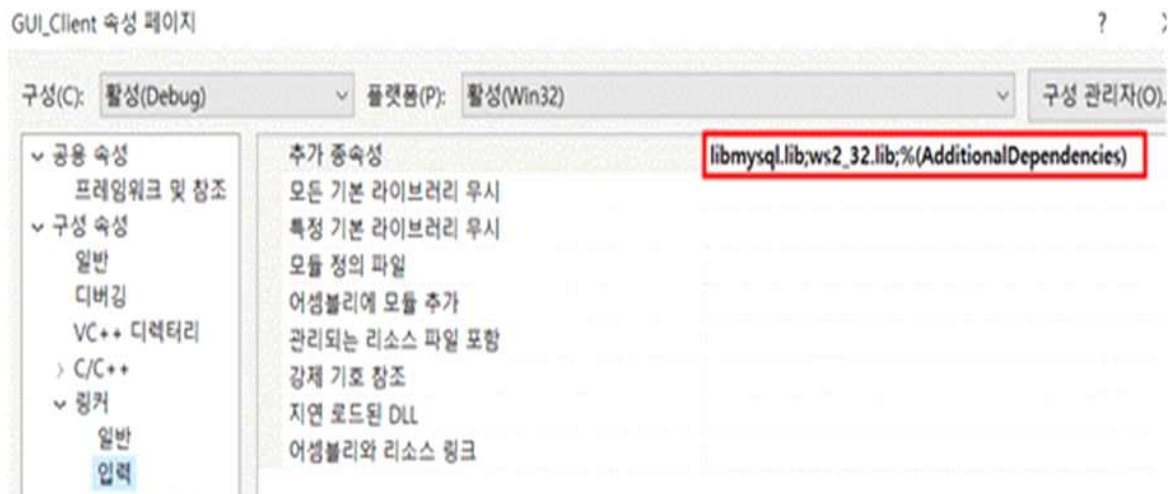 GUI_Client 속성 페이지
?
구성(C): 활성(Debug) 플랫폼(P): 활성(Win32) 구성 관리자(O)..
공용 속성
프레임워크 및 참조
구성 속성
일반
디버깅
VC++ 디렉터리
C/C++
링커
일반
입력
추가 종속성 libmysql.lib;ws2_32.lib;%(AdditionalDependencies)
모든 기본 라이브러리 무시
특정 기본 라이브러리 무시
모듈 정의 파일
어셈블리에 모듈 추가
관리되는 리소스 파일 포함
강제 기호 참조
지연 로드된 DLL
어셈블리와 리소스 링크